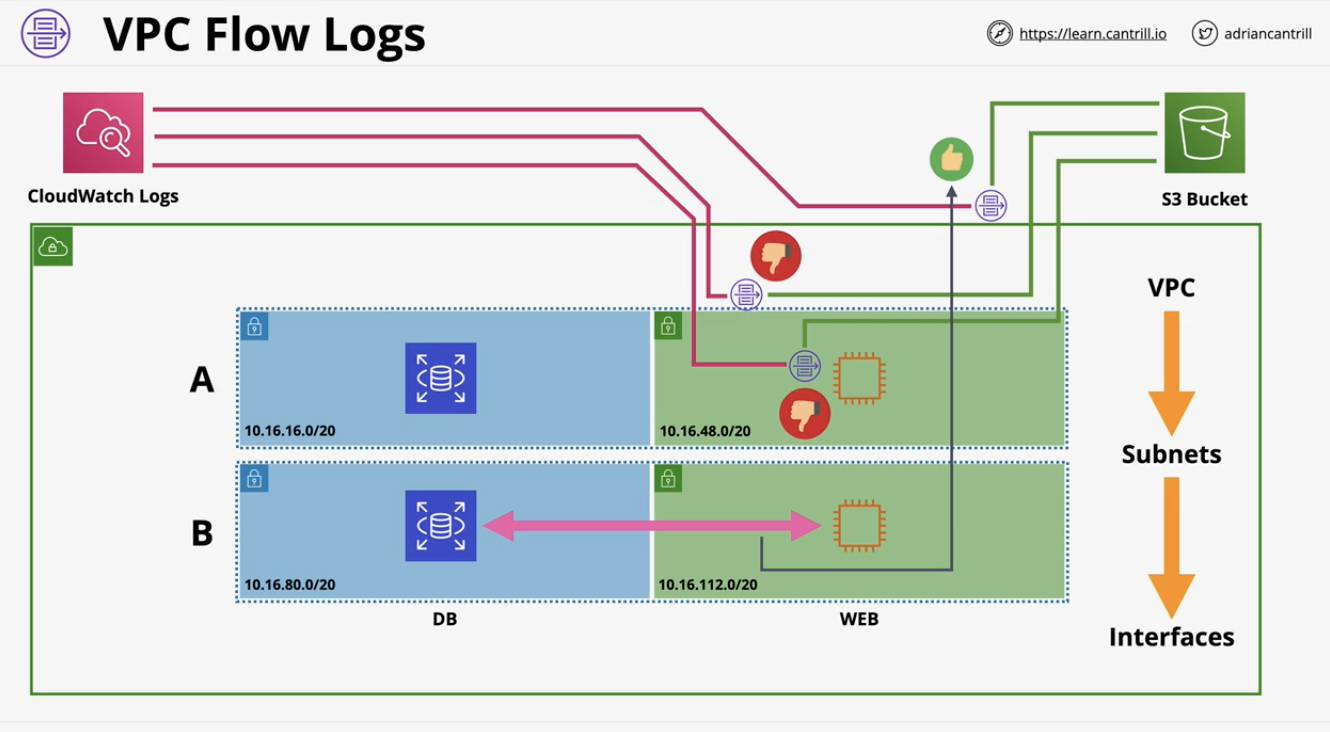 VPC Flow Logs
https://learn.cantrill.io
adriancantrill
CloudWatch Logs
S3 Bucket
VPC
A
10.16.16.0/20
10.16.48.0/20
Subnets
B
10.16.80.0/20
10.16.112.0/20
DB
WEB
Interfaces